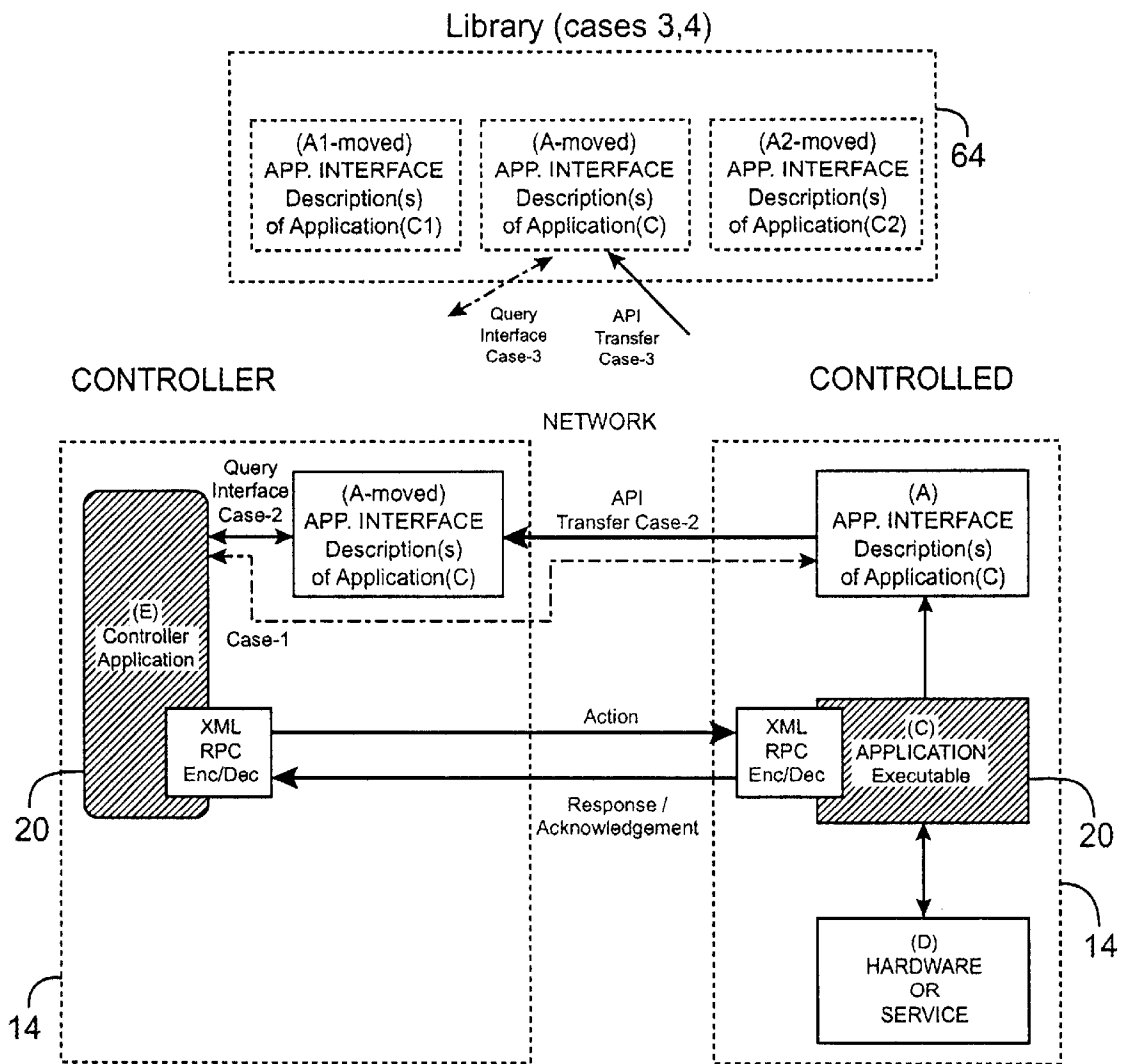 Library (cases 3,4)
(A1-moved)
APP. INTERFACE
Description(s)
of Application(C1)
(A-moved)
APP. INTERFACE
Description(s)
of Application(C)
(A2-moved)
APP. INTERFACE
Description(s)
of Application(C2)
64
Query
Interface
Case-3
API
Transfer
Case-3
CONTROLLER
CONTROLLED
NETWORK
Query
Interface
Case-2
(A-moved)
APP. INTERFACE
Description(s)
of Application(C)
API
Transfer Case-2
(A)
APP. INTERFACE
Description(s)
of Application(C)
(E)
Controller
Application
Case-1
XML
RPC
Enc/Dec
Action
Response /
Acknowledgement
XML
RPC
Enc/Dec
(C)
APPLICATION
Executable
20
20
(D)
HARDWARE
OR
SERVICE
14
14